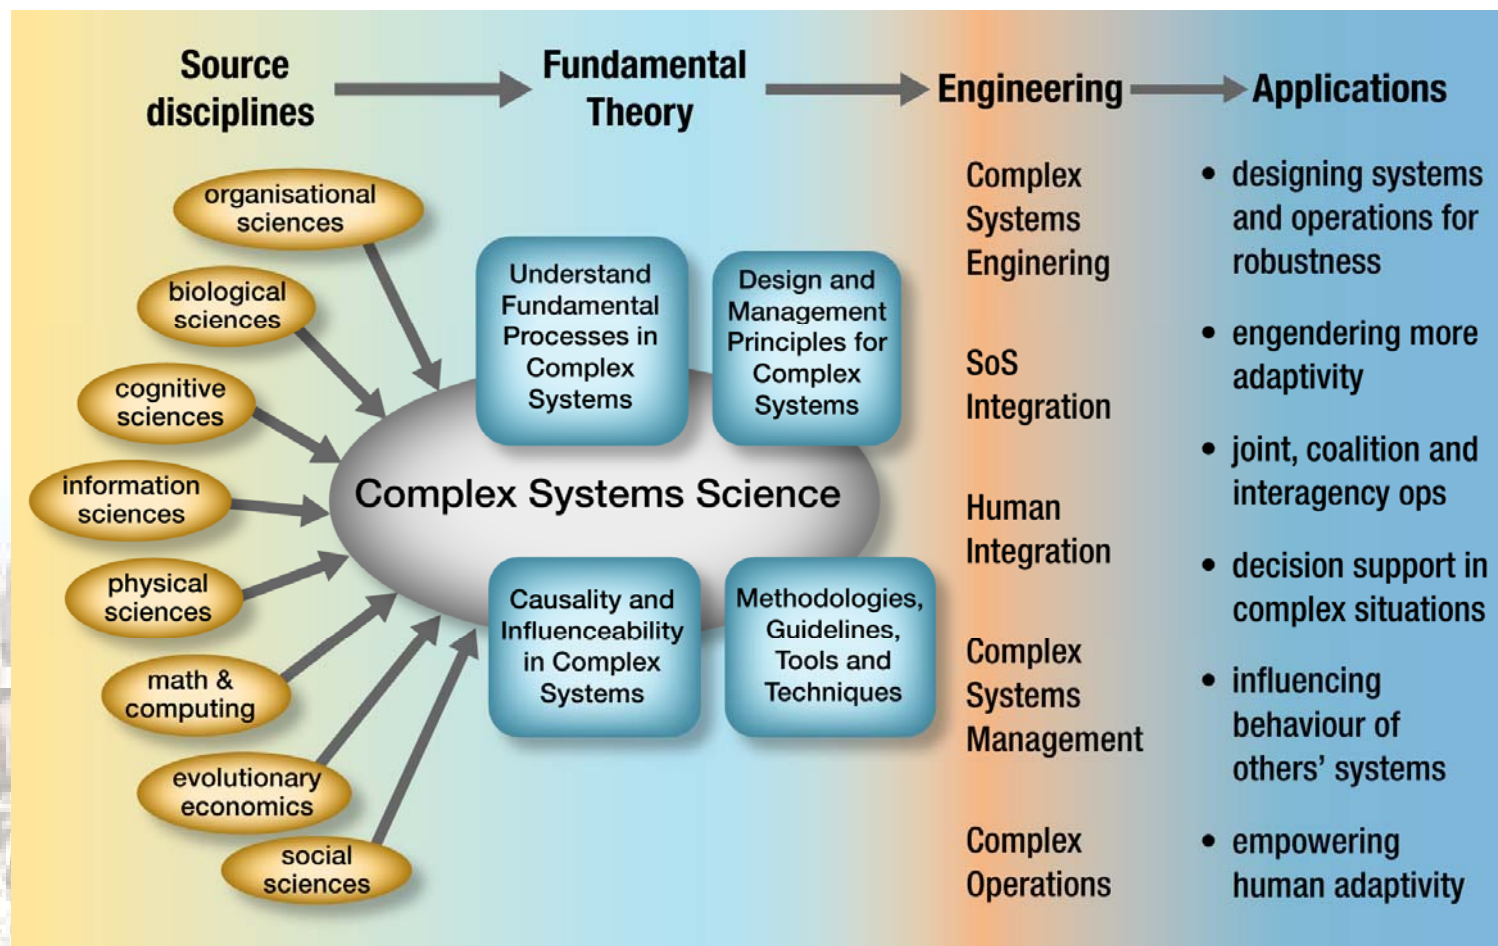 Source
disciplines
Fundamental
Theory
Engineering
Applications
organisational
sciences
biological
sciences
cognitive
sciences
information
sciences
physical
sciences
math &
computing
evolutionary
economics
social
sciences
Understand
Fundamental
Processes in
Complex
Systems
Design and
Management
Principles for
Complex
Systems
Complex Systems Science
Causality and
Influenceability
in Complex
Systems
Methodologies,
Guidelines,
Tools and
Techniques
Complex
Systems
Enginering
SoS
Integration
Human
Integration
Complex
Systems
Management
Complex
Operations
• designing systems
and operations for
robustness
• engendering more
adaptivity
• joint, coalition and
interagency ops
• decision support in
complex situations
• influencing
behaviour of
others’ systems
• empowering
human adaptivity